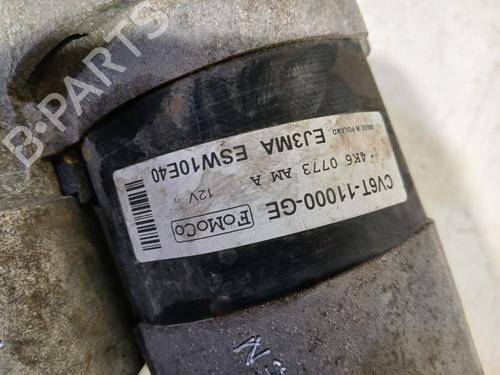 B-PARTS
MADE IN POLAND
EJ3MA ESW10E40
4K6 0773 AM A
12V
CV6T-11000-GE
FoMoCo